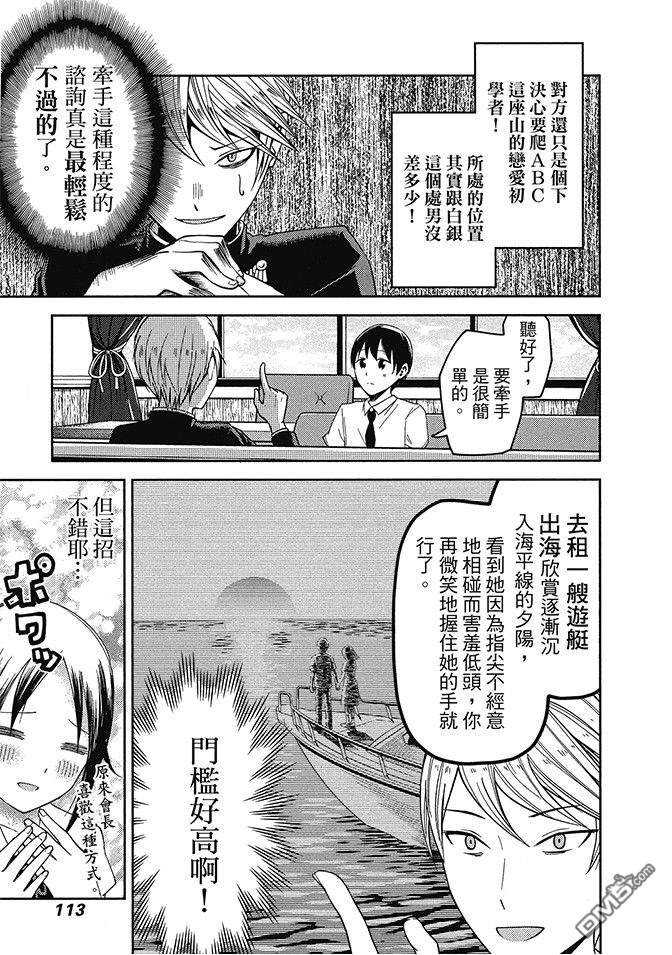 對方還只是個下
決心要爬ABC
這座山的戀愛初
學者！
所處的位置
其實跟白銀
這個處男沒
差多少！
牽手這種程度的
諮詢真是最輕鬆
不過的了。
聽好了，
要牽手
是很簡
單的。
去租一艘遊艇
出海欣賞逐漸沉
入海平線的夕陽，
看到她因為指尖不經意
地相碰而害羞低頭，你
再微笑地握住她的手就
行了。
門檻好高啊！
但這招
不錯耶…
ポワッ
原來會長
喜歡這種方式。
113
DM5.com